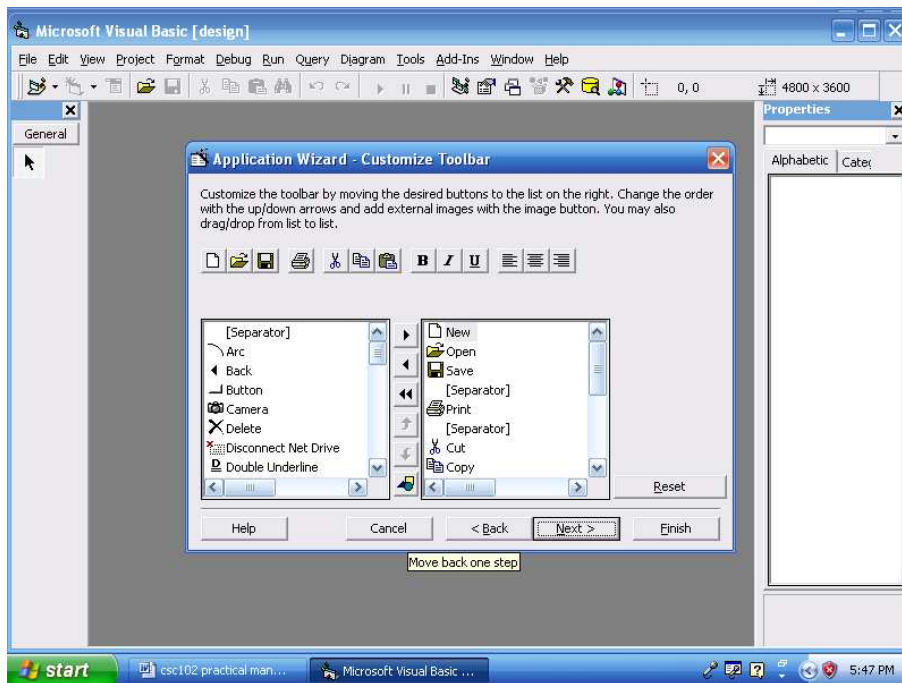 Microsoft Visual Basic [design]
File Edit View Project Format Debug Run Query Diagram Tools Add-Ins Window Help
0, 0 4800 x 3600
General
Properties
Alphabetic Cate
Application Wizard - Customize Toolbar
Customize the toolbar by moving the desired buttons to the list on the right. Change the order
with the up/down arrows and add external images with the image button. You may also
drag/drop from list to list.
B I U
[Separator]
Arc
Back
Button
Camera
Delete
Disconnect Net Drive
D Double Underline
New
Open
Save
[Separator]
Print
[Separator]
Cut
Copy
Reset
Help Cancel < Back Next > Finish
Move back one step
start csc102 practical man... Microsoft Visual Basic ... 5:47 PM